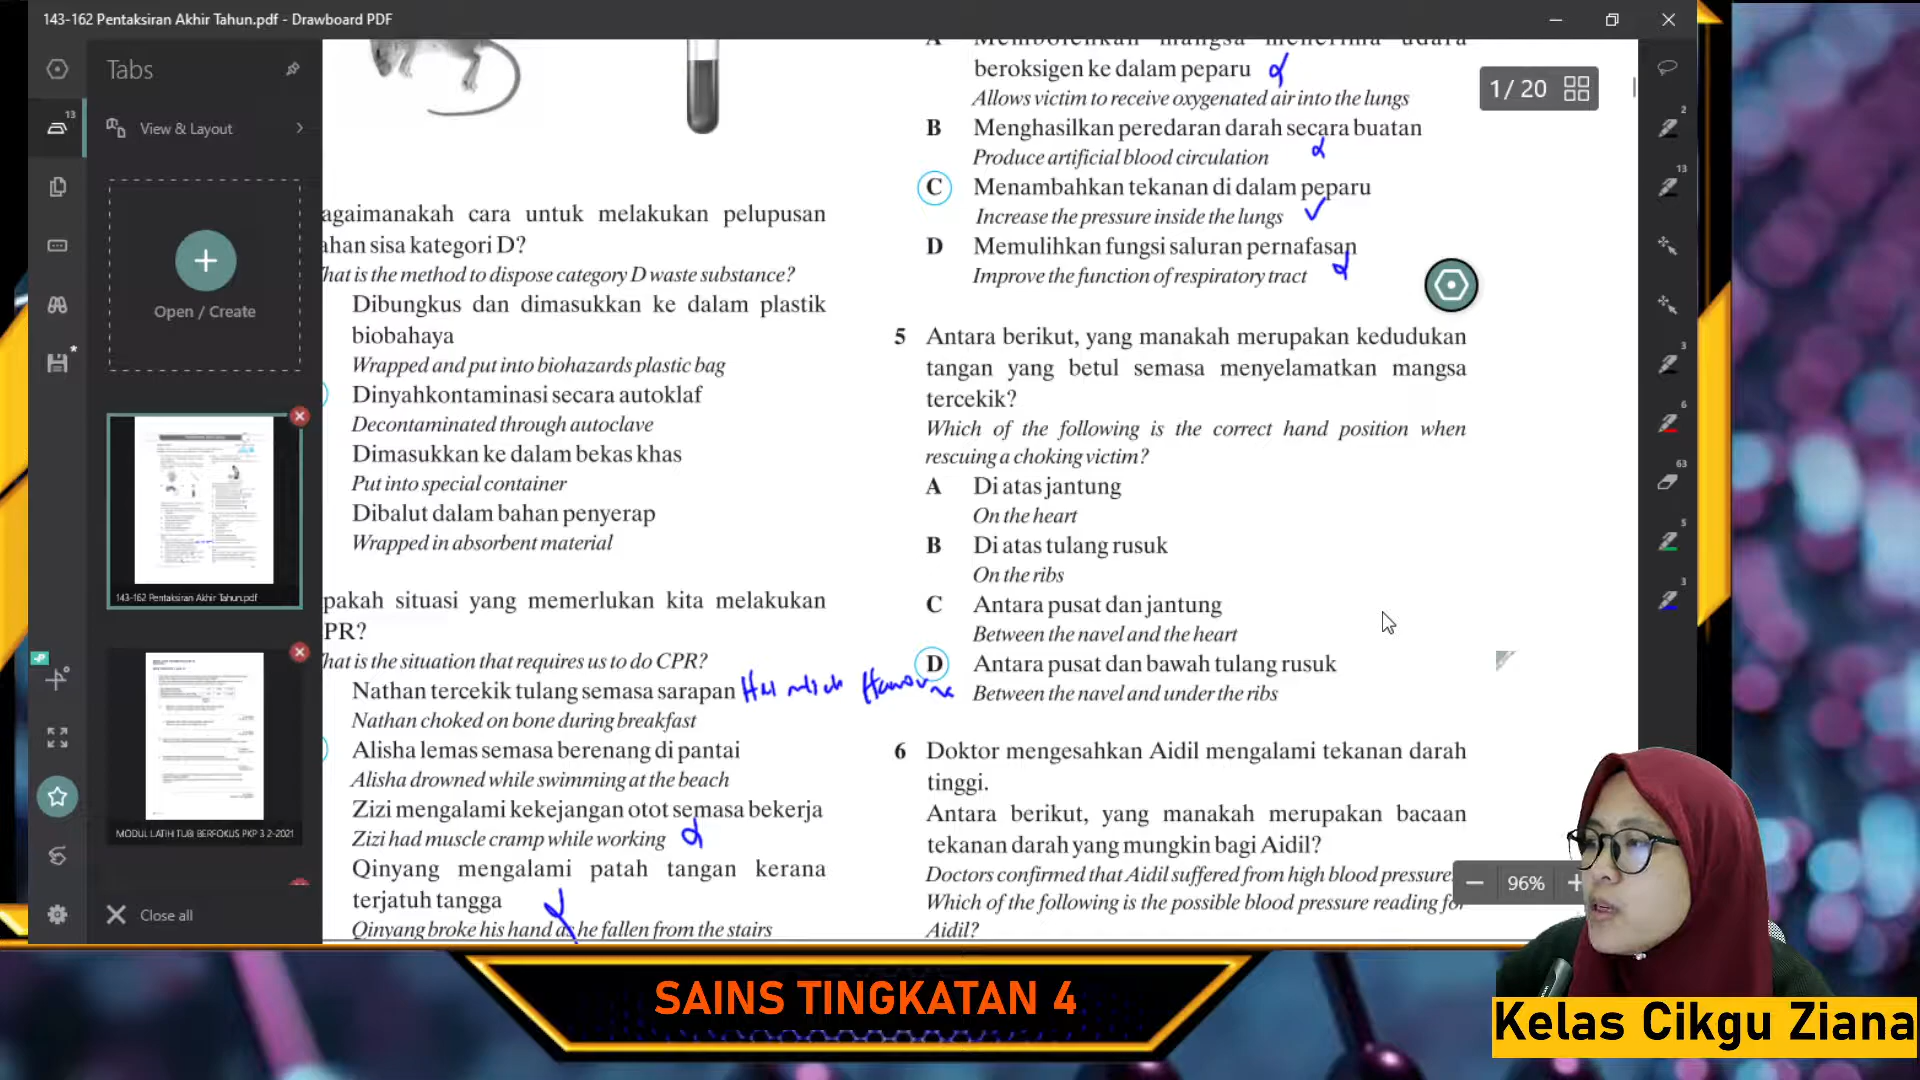 143-162 Pentaksiran Akhir Tahun.pdf - Drawboard PDF
Tabs
13
View & Layout
Open / Create
143-162 Pentaksiran Akhir Tahun.pdf
MODUL LATIH TUBI BERFOKUS PKP 3 2-2021
Close all
agaimanakah cara untuk melakukan pelupusan
ahan sisa kategori D?
hat is the method to dispose category D waste substance?
Dibungkus dan dimasukkan ke dalam plastik
biobahaya
Wrapped and put into biohazards plastic bag
Dinyahkontaminasi secara autoklaf
Decontaminated through autoclave
Dimasukkan ke dalam bekas khas
Put into special container
Dibalut dalam bahan penyerap
Wrapped in absorbent material
pakah situasi yang memerlukan kita melakukan
PR?
hat is the situation that requires us to do CPR?
Nathan tercekik tulang semasa sarapan
Nathan choked on bone during breakfast
Alisha lemas semasa berenang di pantai
Alisha drowned while swimming at the beach
Zizi mengalami kekejangan otot semasa bekerja
Zizi had muscle cramp while working
Qinyang mengalami patah tangan kerana
terjatuh tangga
Qinyang broke his hand as he fallen from the stairs
A Membolehkan mangsa menerima udara
beroksigen ke dalam peparu
Allows victim to receive oxygenated air into the lungs
B Menghasilkan peredaran darah secara buatan
Produce artificial blood circulation
C Menambahkan tekanan di dalam peparu
Increase the pressure inside the lungs
D Memulihkan fungsi saluran pernafasan
Improve the function of respiratory tract
5 Antara berikut, yang manakah merupakan kedudukan
tangan yang betul semasa menyelamatkan mangsa
tercekik?
Which of the following is the correct hand position when
rescuing a choking victim?
A Di atas jantung
On the heart
B Di atas tulang rusuk
On the ribs
C Antara pusat dan jantung
Between the navel and the heart
D Antara pusat dan bawah tulang rusuk
Between the navel and under the ribs
6 Doktor mengesahkan Aidil mengalami tekanan darah
tinggi.
Antara berikut, yang manakah merupakan bacaan
tekanan darah yang mungkin bagi Aidil?
Doctors confirmed that Aidil suffered from high blood pressure.
Which of the following is the possible blood pressure reading for
Aidil?
1 / 20
2
13
3
6
63
5
3
96%
SAINS TINGKATAN 4
Kelas Cikgu Ziana